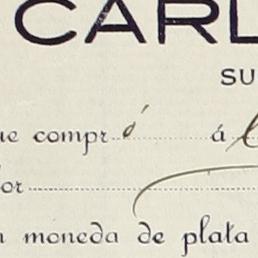 CARL
SU
ue compró á
or
n moneda de plata